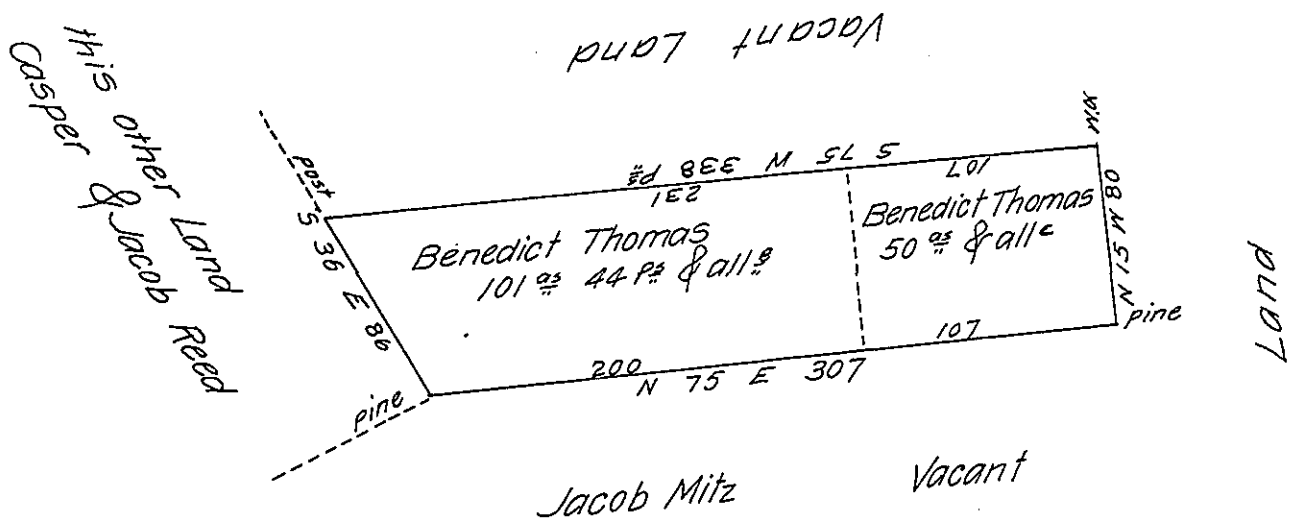 Vacant Land
this other Land
Casper & Jacob Reed
W.O.
post
S 75 W 338 Ps
231
107
S 36 E 86
Benedict Thomas
101 as 44 Ps & all e
Benedict Thomas
50 as & all e
N 15 W 80
Land
pine
107
200
N 75 E 307
pine
Jacob Mitz
Vacant